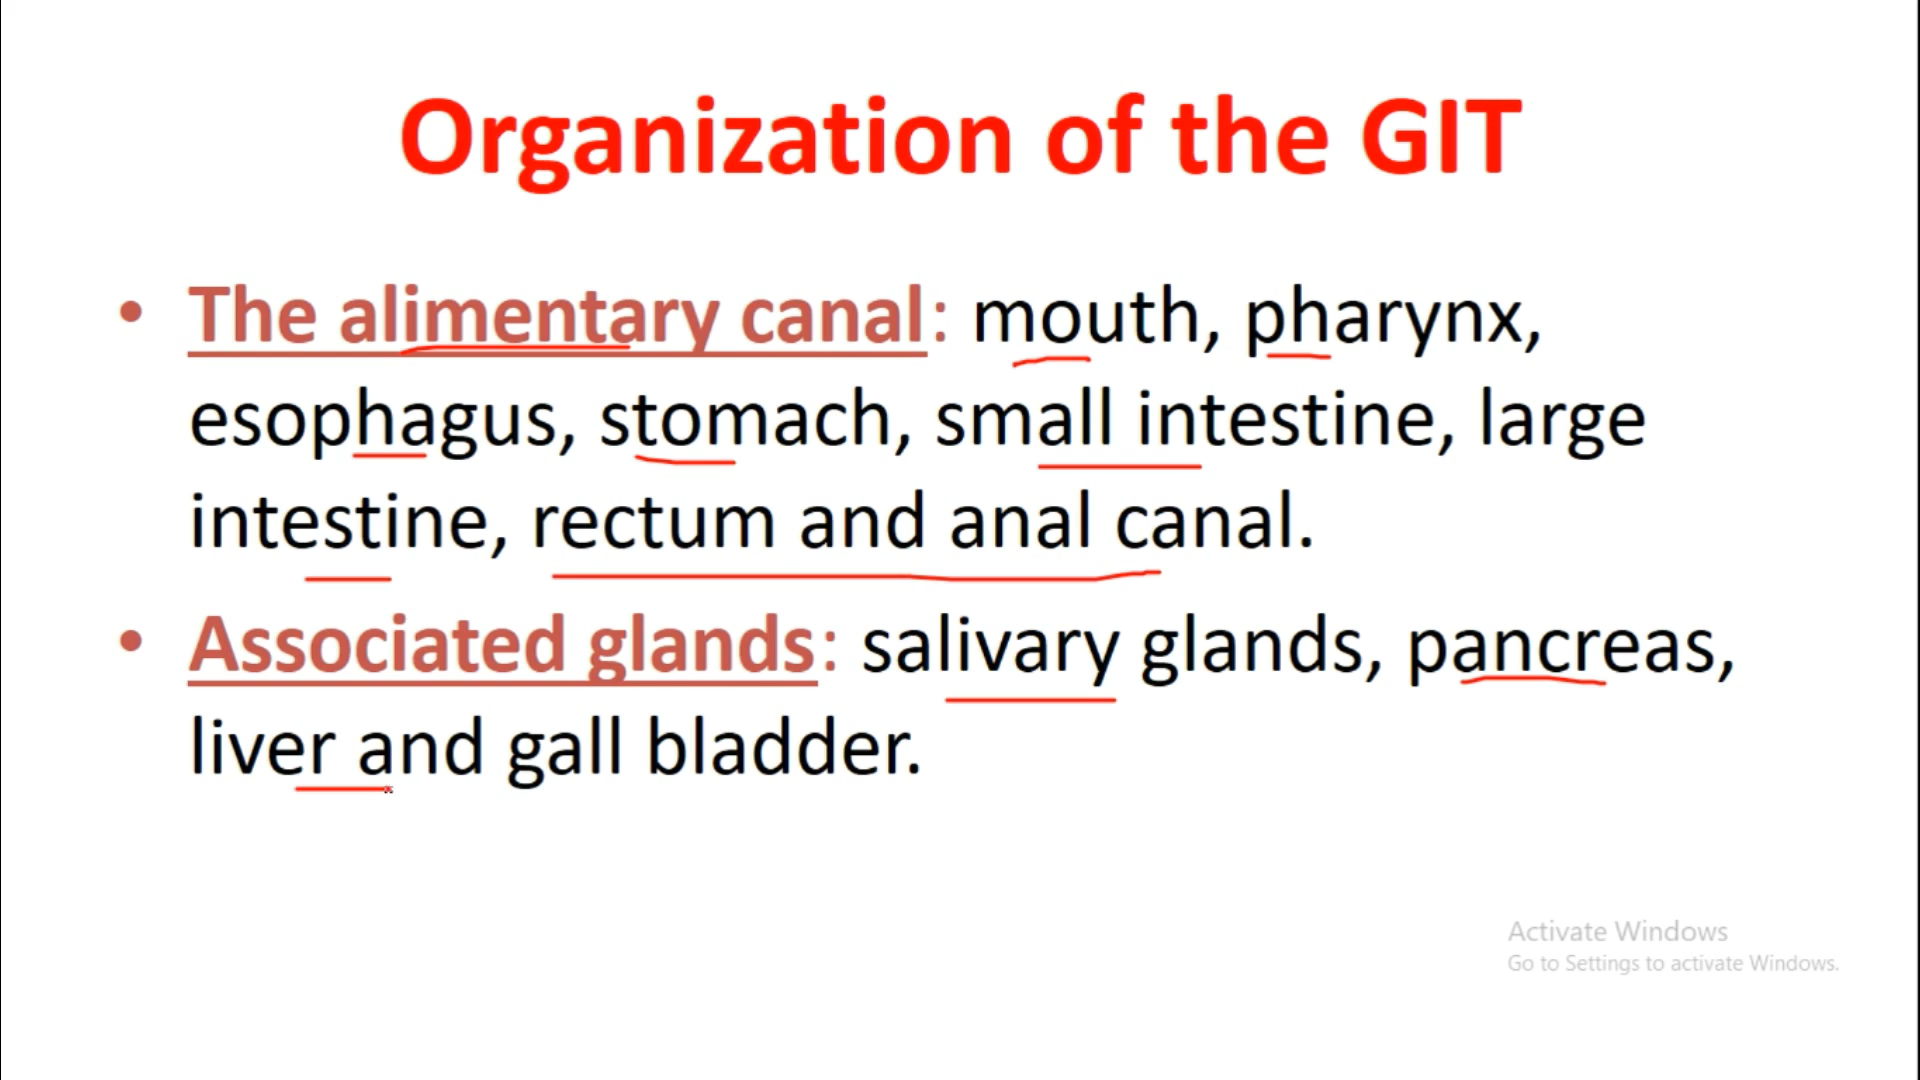 Organization of the GIT
• The alimentary canal: mouth, pharynx,
esophagus, stomach, small intestine, large
intestine, rectum and anal canal.
• Associated glands: salivary glands, pancreas,
liver and gall bladder.
Activate Windows
Go to Settings to activate Windows.